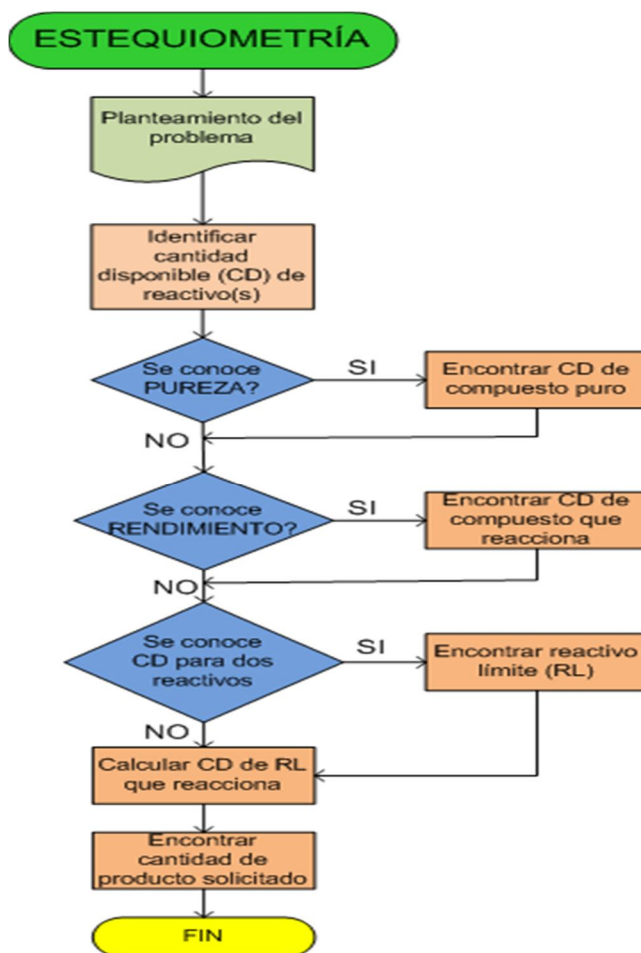 ESTEQUIOMETRÍA
Planteamiento del
problema
Identificar
cantidad
disponible (CD) de
reactivo(s)
Se conoce
PUREZA?
SI
Encontrar CD de
compuesto puro
NO
Se conoce
RENDIMIENTO?
SI
Encontrar CD de
compuesto que
reacciona
NO
Se conoce
CD para dos
reactivos
SI
Encontrar reactivo
límite (RL)
NO
Calcular CD de RL
que reacciona
Encontrar
cantidad de
producto solicitado
FIN